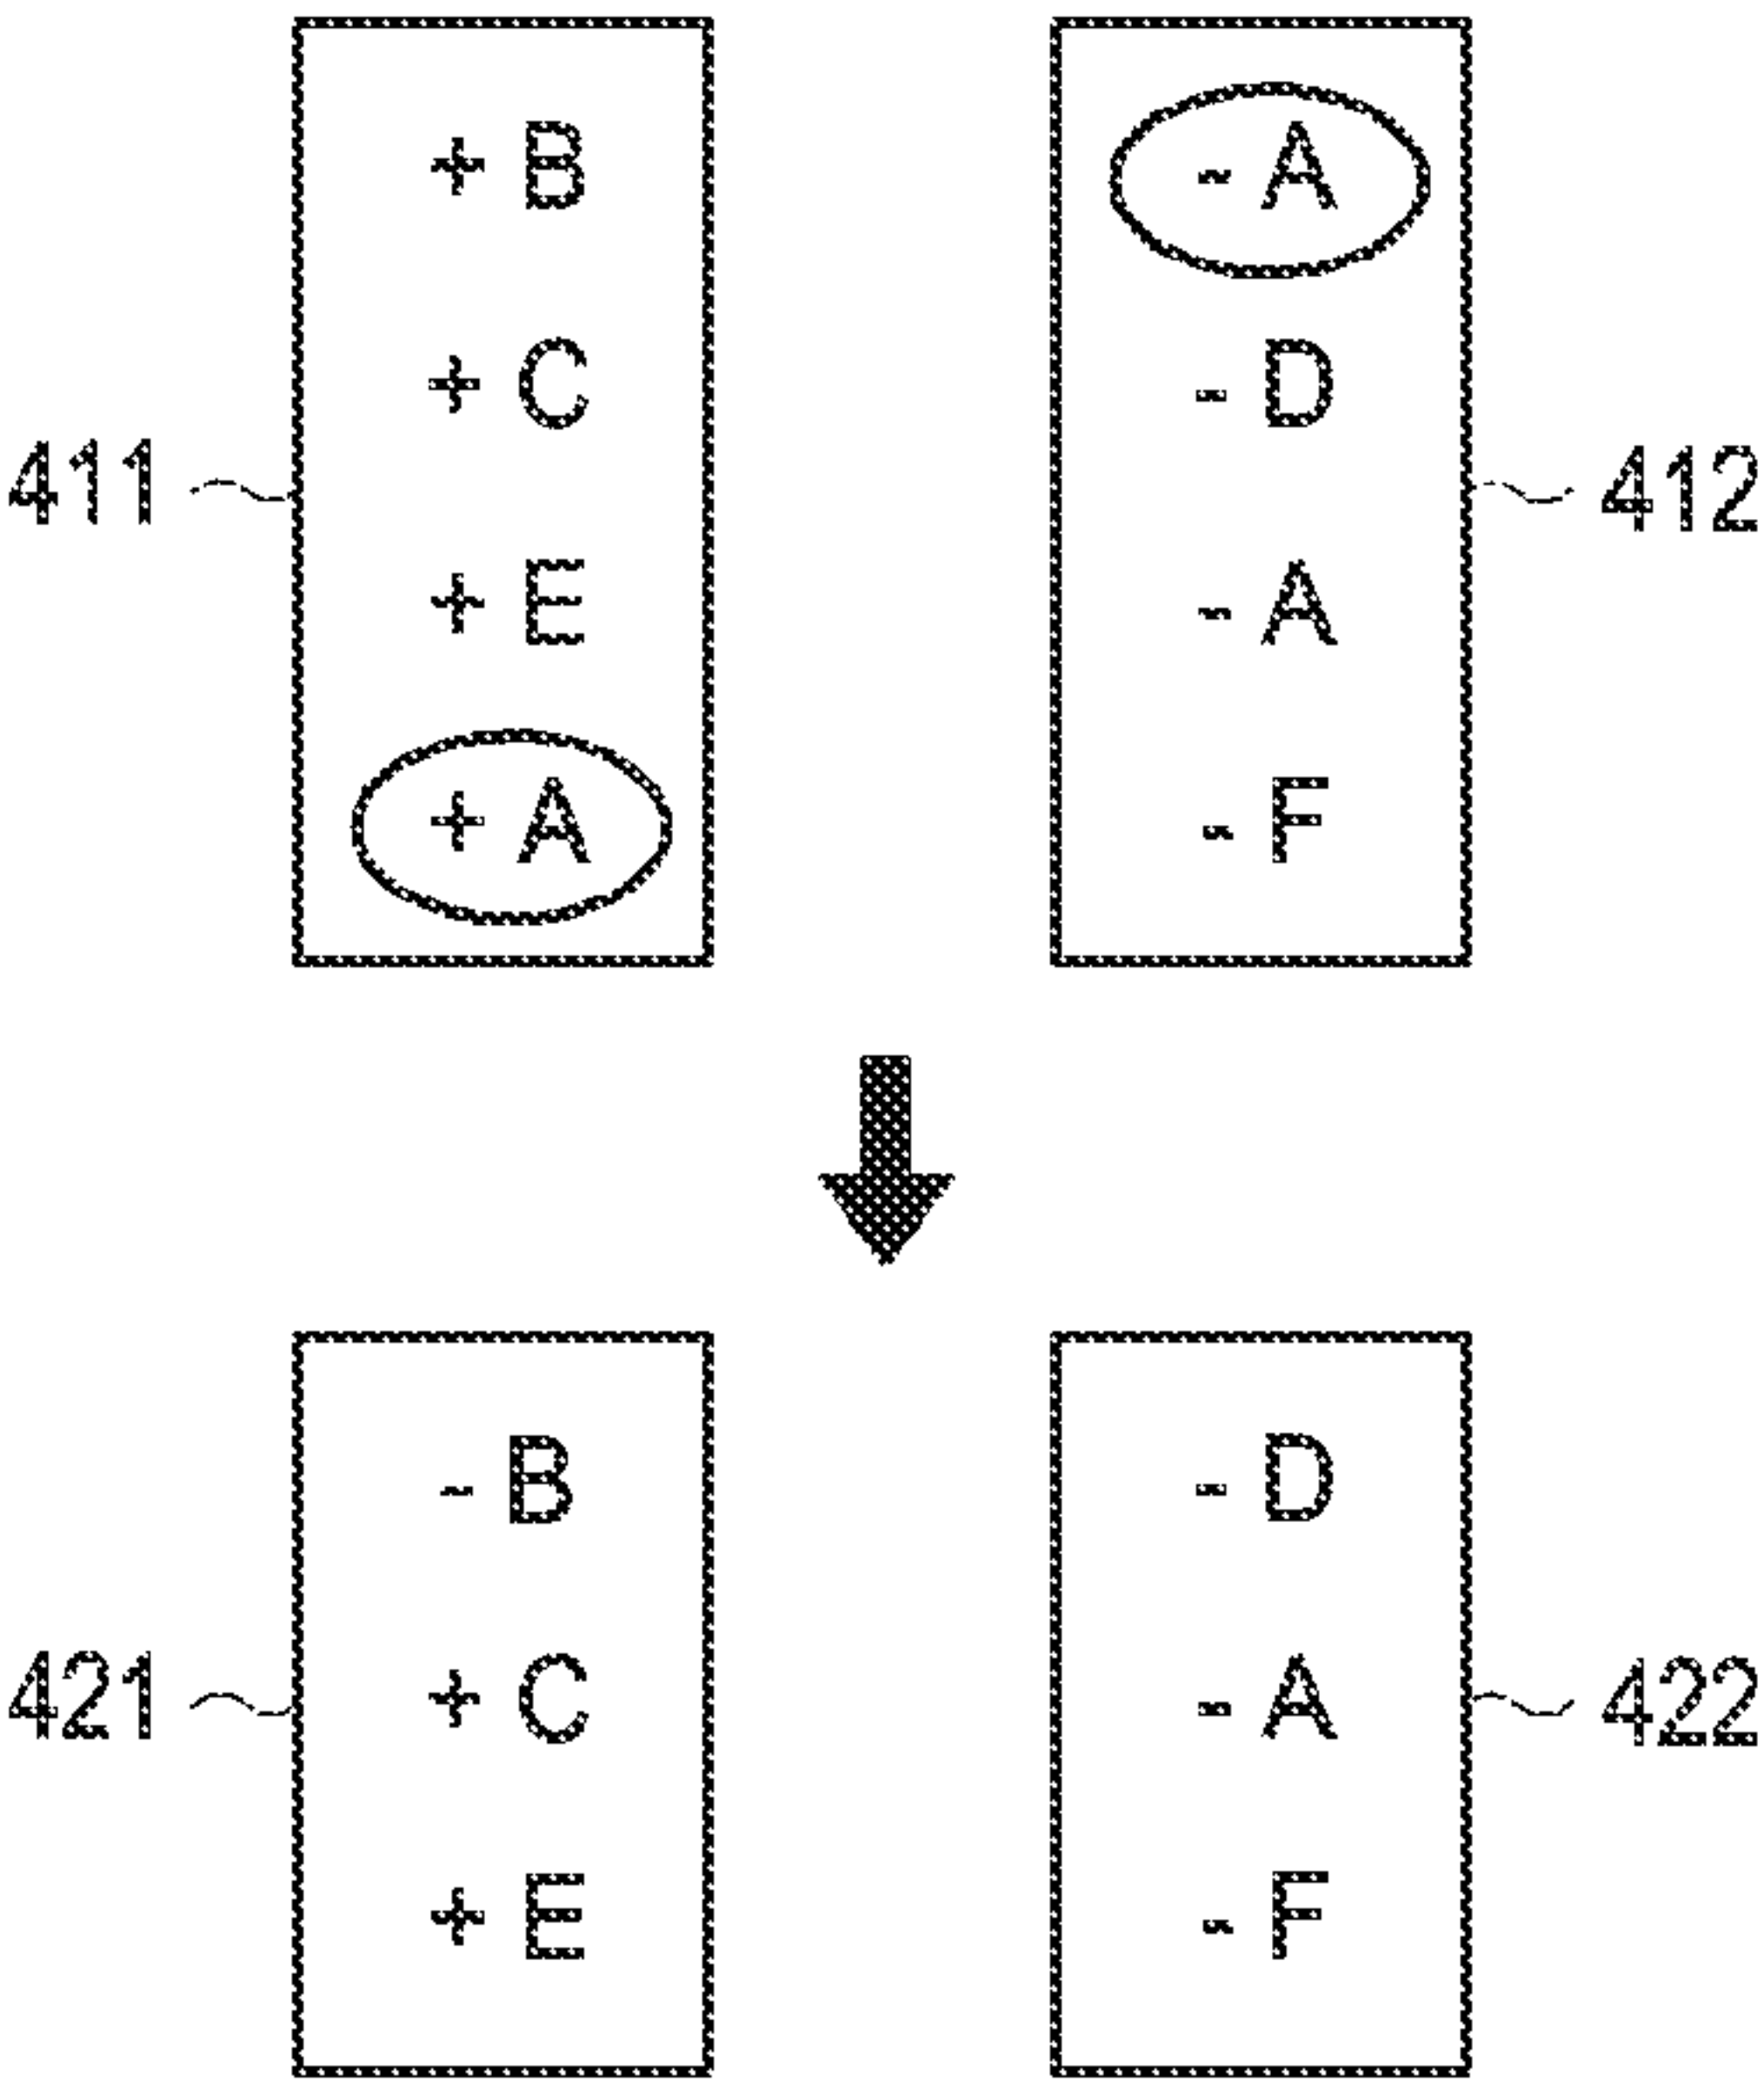 + B - A
+ C - D
411 412
+ E - A
+ A - F
- B - D
421 + C - A 422
+ E - F